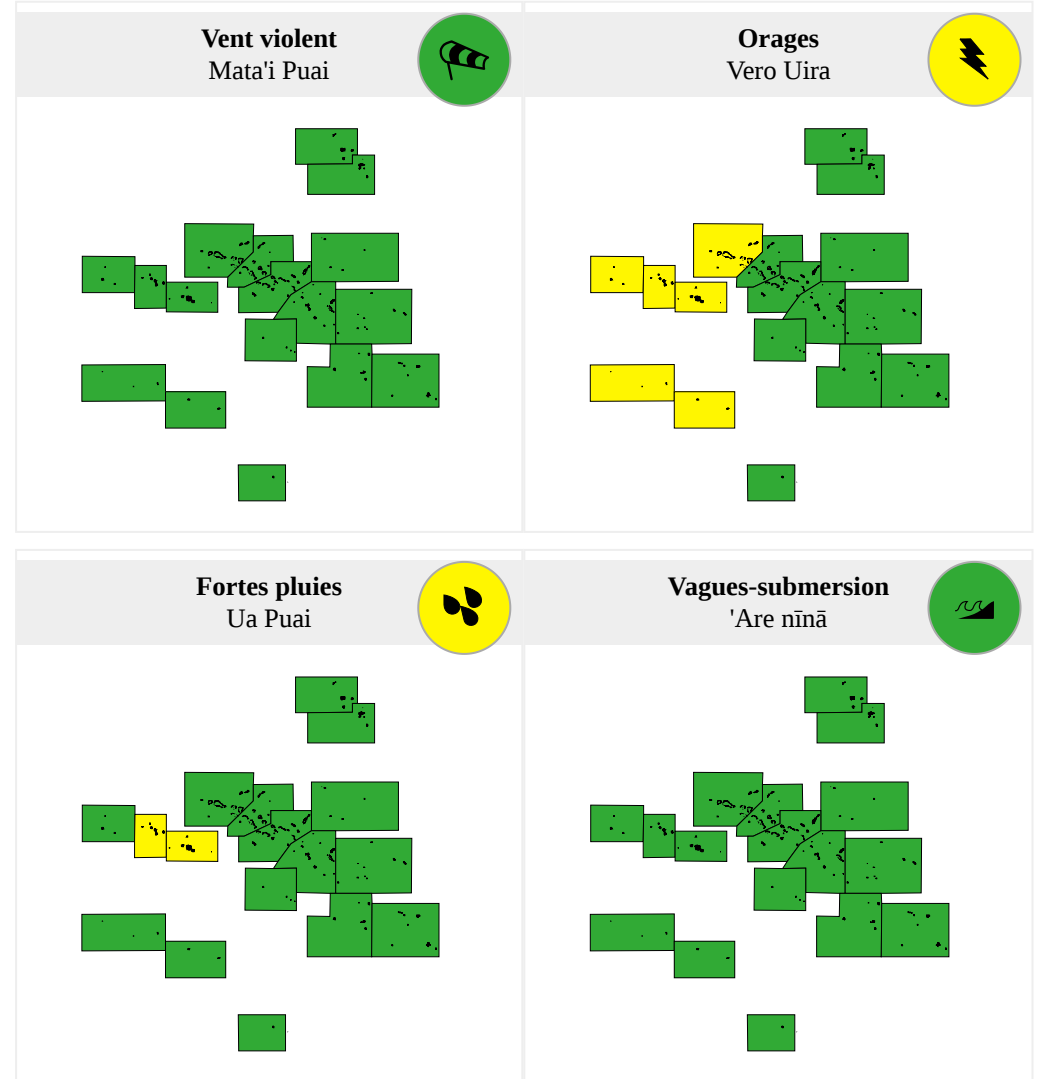 Vent violent
Mata'i Puai
Orages
Vero Uira
Fortes pluies
Ua Puai
Vagues-submersion
'Are nīnā